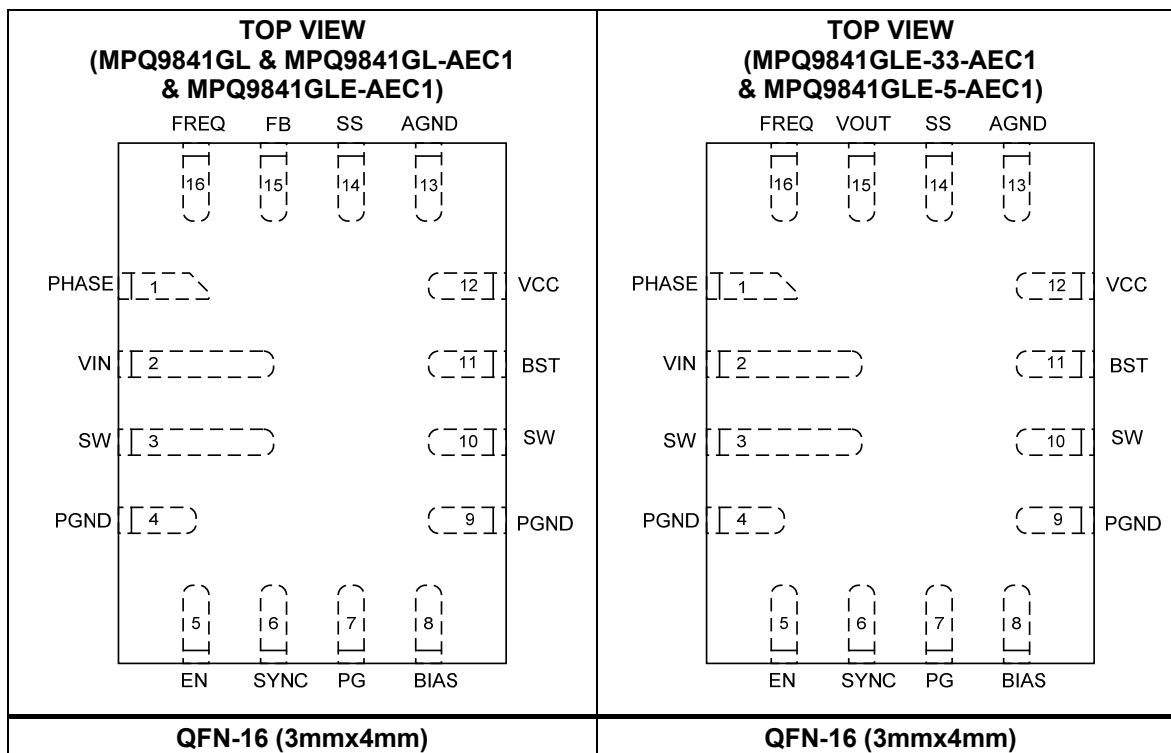 TOP VIEW
(MPQ9841GL & MPQ9841GL-AEC1
& MPQ9841GLE-AEC1)
FREQ FB SS AGND
16 15 14 13
PHASE 1 12 VCC
VIN 2 11 BST
SW 3 10 SW
PGND 4 9 PGND
5 6 7 8
EN SYNC PG BIAS
QFN-16 (3mmx4mm)
TOP VIEW
(MPQ9841GLE-33-AEC1
& MPQ9841GLE-5-AEC1)
FREQ VOUT SS AGND
16 15 14 13
PHASE 1 12 VCC
VIN 2 11 BST
SW 3 10 SW
PGND 4 9 PGND
5 6 7 8
EN SYNC PG BIAS
QFN-16 (3mmx4mm)